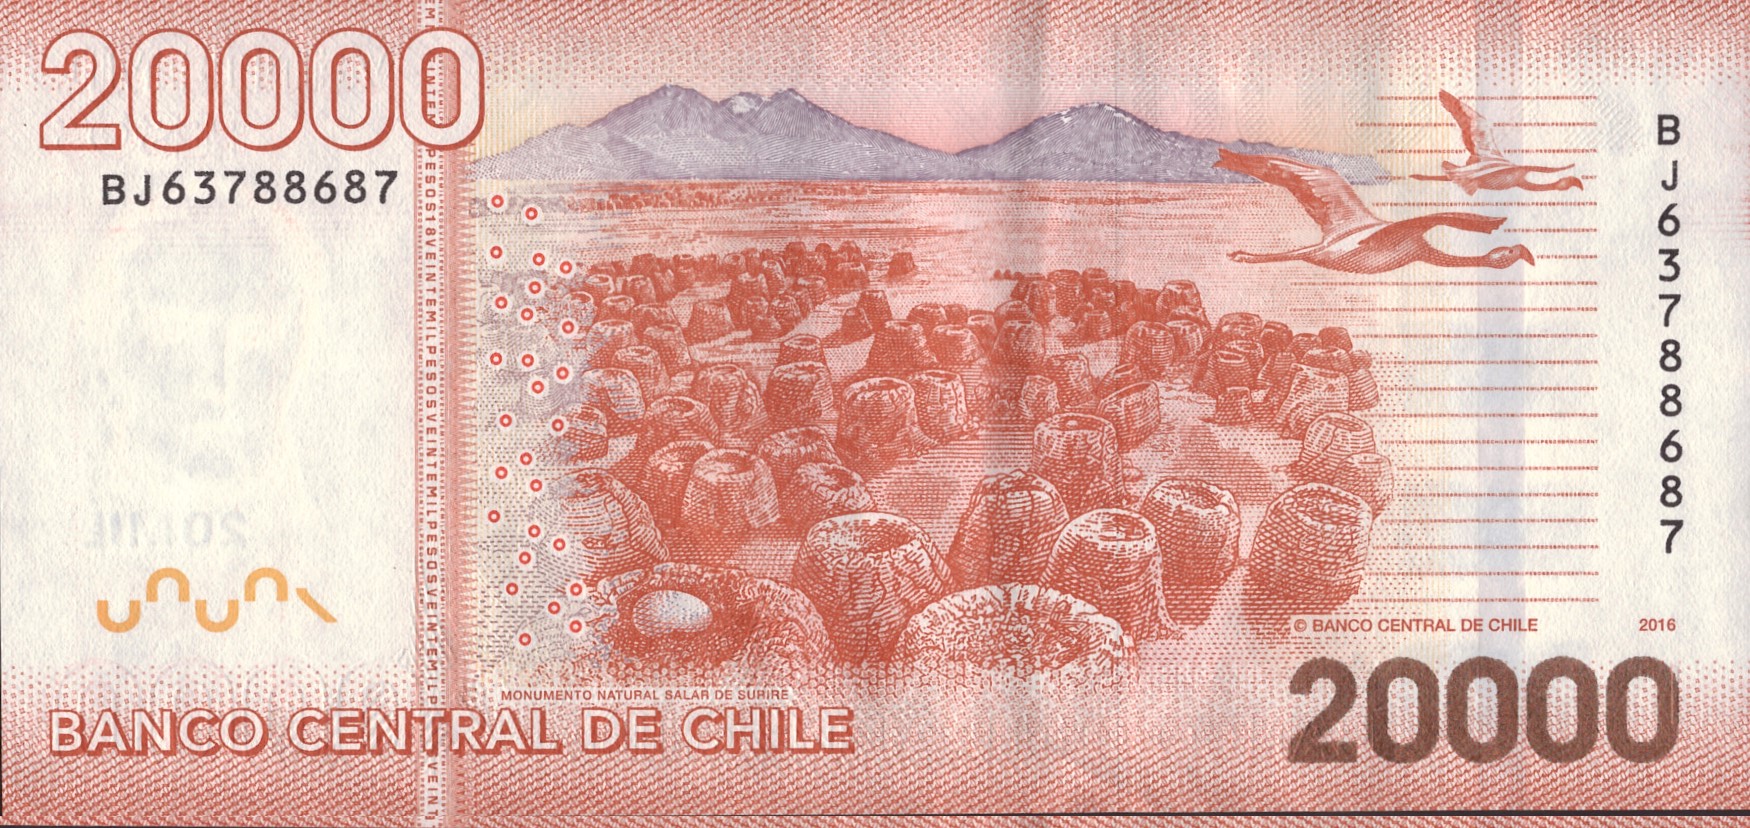 20000
BJ63788687
BJ63788687
© BANCO CENTRAL DE CHILE
2016
MONUMENTO NATURAL SALAR DE SURIRE
BANCO CENTRAL DE CHILE
20000